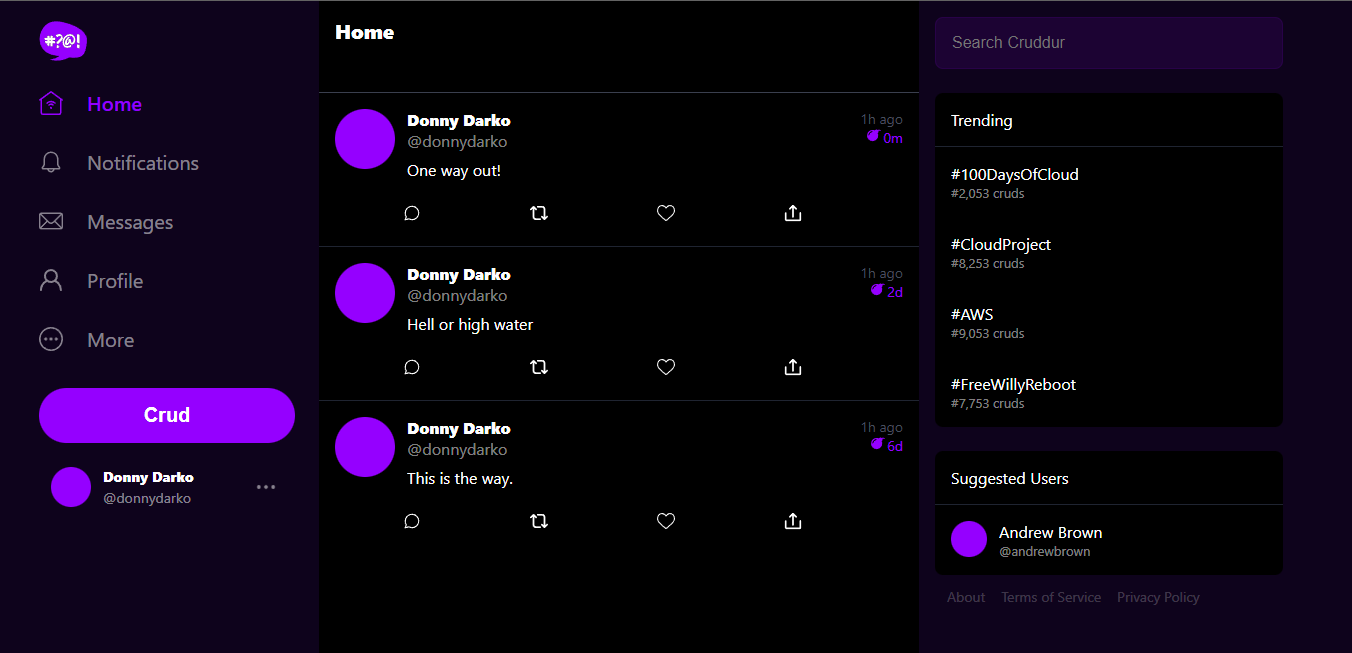 #?@!
Home
Notifications
Messages
Profile
More
Crud
Donny Darko
@donnydarko
Home
Donny Darko
@donnydarko
1h ago
0m
One way out!
Donny Darko
@donnydarko
1h ago
2d
Hell or high water
Donny Darko
@donnydarko
1h ago
6d
This is the way.
Search Cruddur
Trending
#100DaysOfCloud
#2,053 cruds
#CloudProject
#8,253 cruds
#AWS
#9,053 cruds
#FreeWillyReboot
#7,753 cruds
Suggested Users
Andrew Brown
@andrewbrown
About Terms of Service Privacy Policy